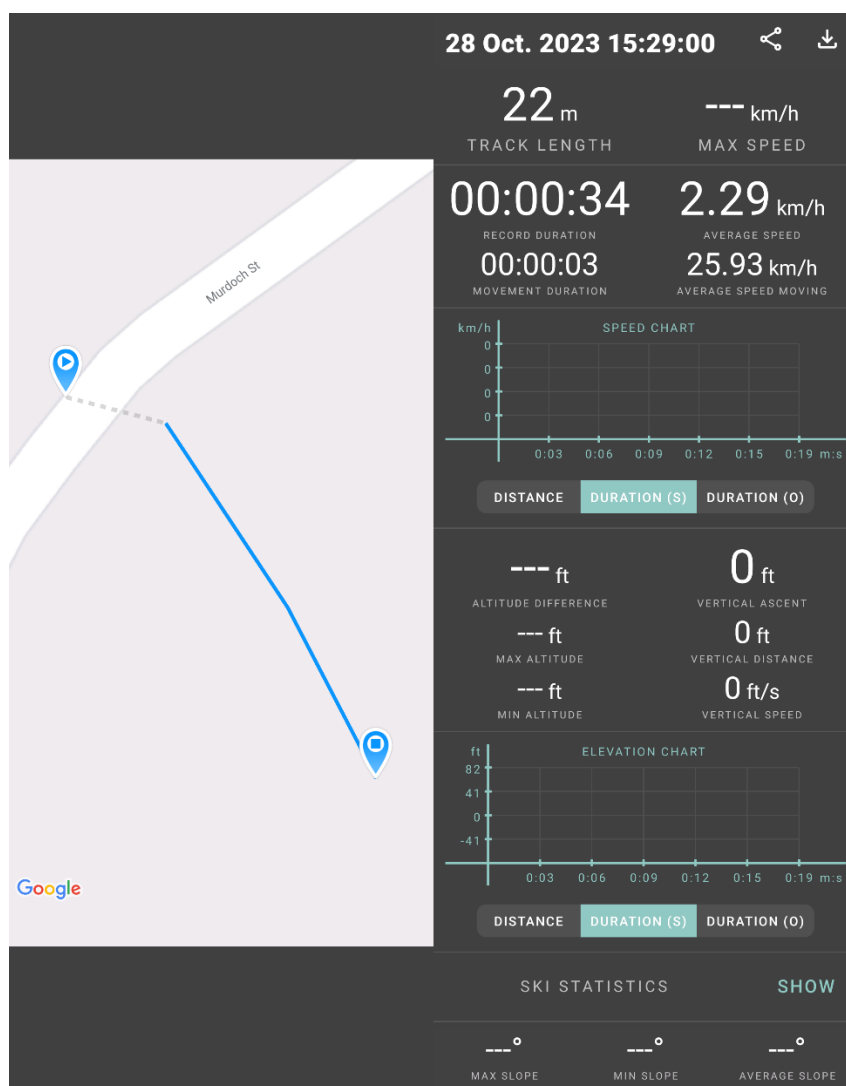 28 Oct. 2023 15:29:00
22 m
--- km/h
TRACK LENGTH
MAX SPEED
00:00:34
2.29 km/h
RECORD DURATION
AVERAGE SPEED
00:00:03
25.93 km/h
MOVEMENT DURATION
AVERAGE SPEED MOVING
Murdoch St
Google
km/h
SPEED CHART
0
0
0
0
0:03 0:06 0:09 0:12 0:15 0:19 m:s
DISTANCE DURATION (S) DURATION (O)
--- ft
0 ft
ALTITUDE DIFFERENCE
VERTICAL ASCENT
--- ft
0 ft
MAX ALTITUDE
VERTICAL DISTANCE
--- ft
0 ft/s
MIN ALTITUDE
VERTICAL SPEED
ft
ELEVATION CHART
82
41
0
-41
0:03 0:06 0:09 0:12 0:15 0:19 m:s
DISTANCE DURATION (S) DURATION (O)
SKI STATISTICS
SHOW
---°
---°
---°
MAX SLOPE
MIN SLOPE
AVERAGE SLOPE